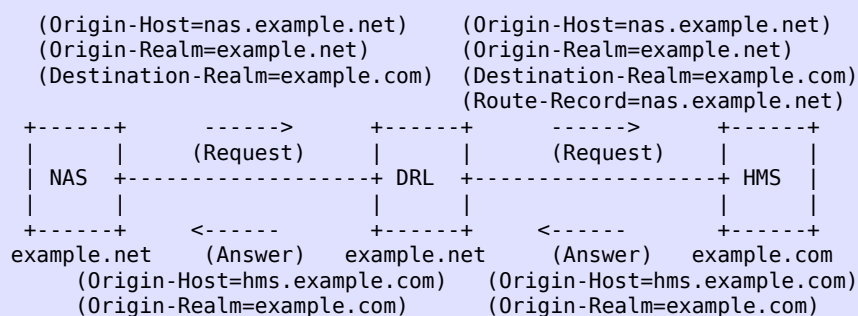 (Origin-Host=nas.example.net)    (Origin-Host=nas.example.net)
  (Origin-Realm=example.net)       (Origin-Realm=example.net)
  (Destination-Realm=example.com)  (Destination-Realm=example.com)
                                   (Route-Record=nas.example.net)
 +------+      ------>      +------+      ------>      +------+
 |      |     (Request)     |      |     (Request)     |      |
 | NAS  +-------------------+ DRL  +-------------------+ HMS  |
 |      |                   |      |                   |      |
 +------+     <------       +------+     <------       +------+
example.net    (Answer)   example.net     (Answer)   example.com
     (Origin-Host=hms.example.com)   (Origin-Host=hms.example.com)
     (Origin-Realm=example.com)      (Origin-Realm=example.com)